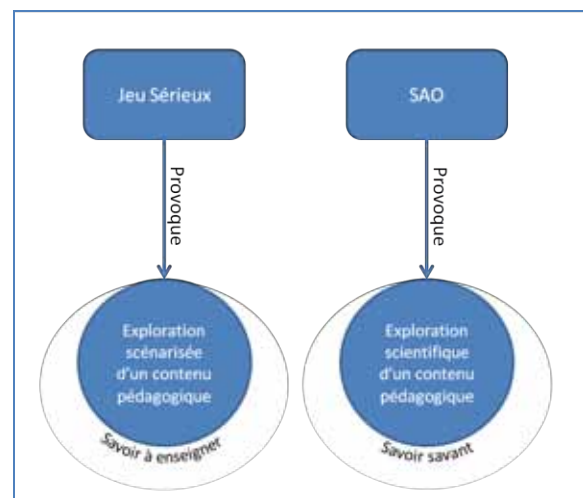 Jeu Sérieux
SAO
Provoque
Provoque
Exploration
scénarisée
d'un contenu
pédagogique
Savoir à enseigner
Exploration
scientifique
d'un contenu
pédagogique
Savoir savant